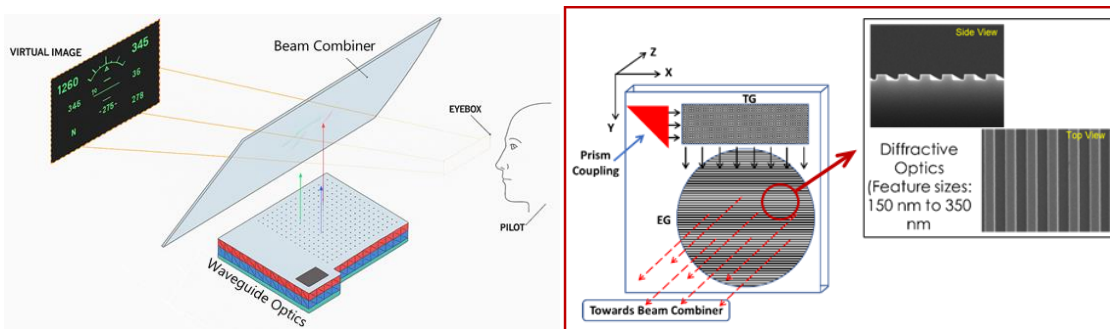 VIRTUAL IMAGE
1260
345
346
10
36
-275-
278
N
Beam Combiner
EYEBOX
PILOT
Waveguide Optics
Z
X
Y
TG
Prism
Coupling
EG
Towards Beam Combiner
Side View
Top View
Diffractive
Optics
(Feature sizes:
150 nm to 350
nm